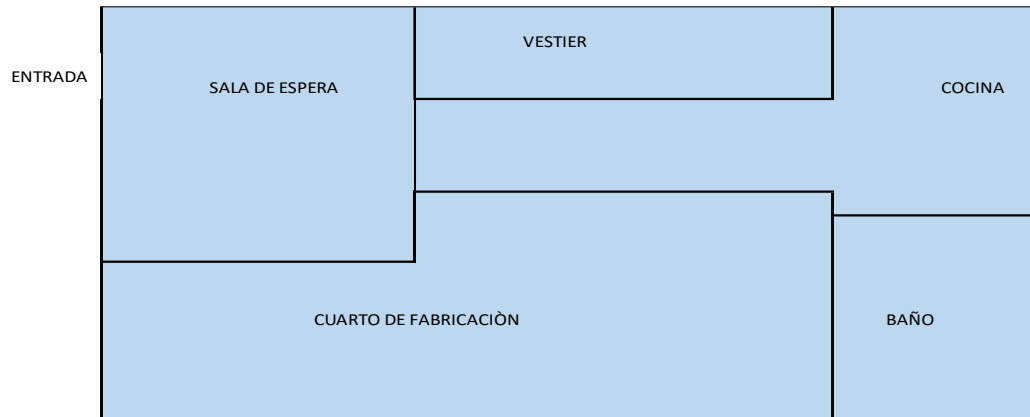 VESTIER
ENTRADA
SALA DE ESPERA
COCINA
CUARTO DE FABRICACIÒN
BAÑO